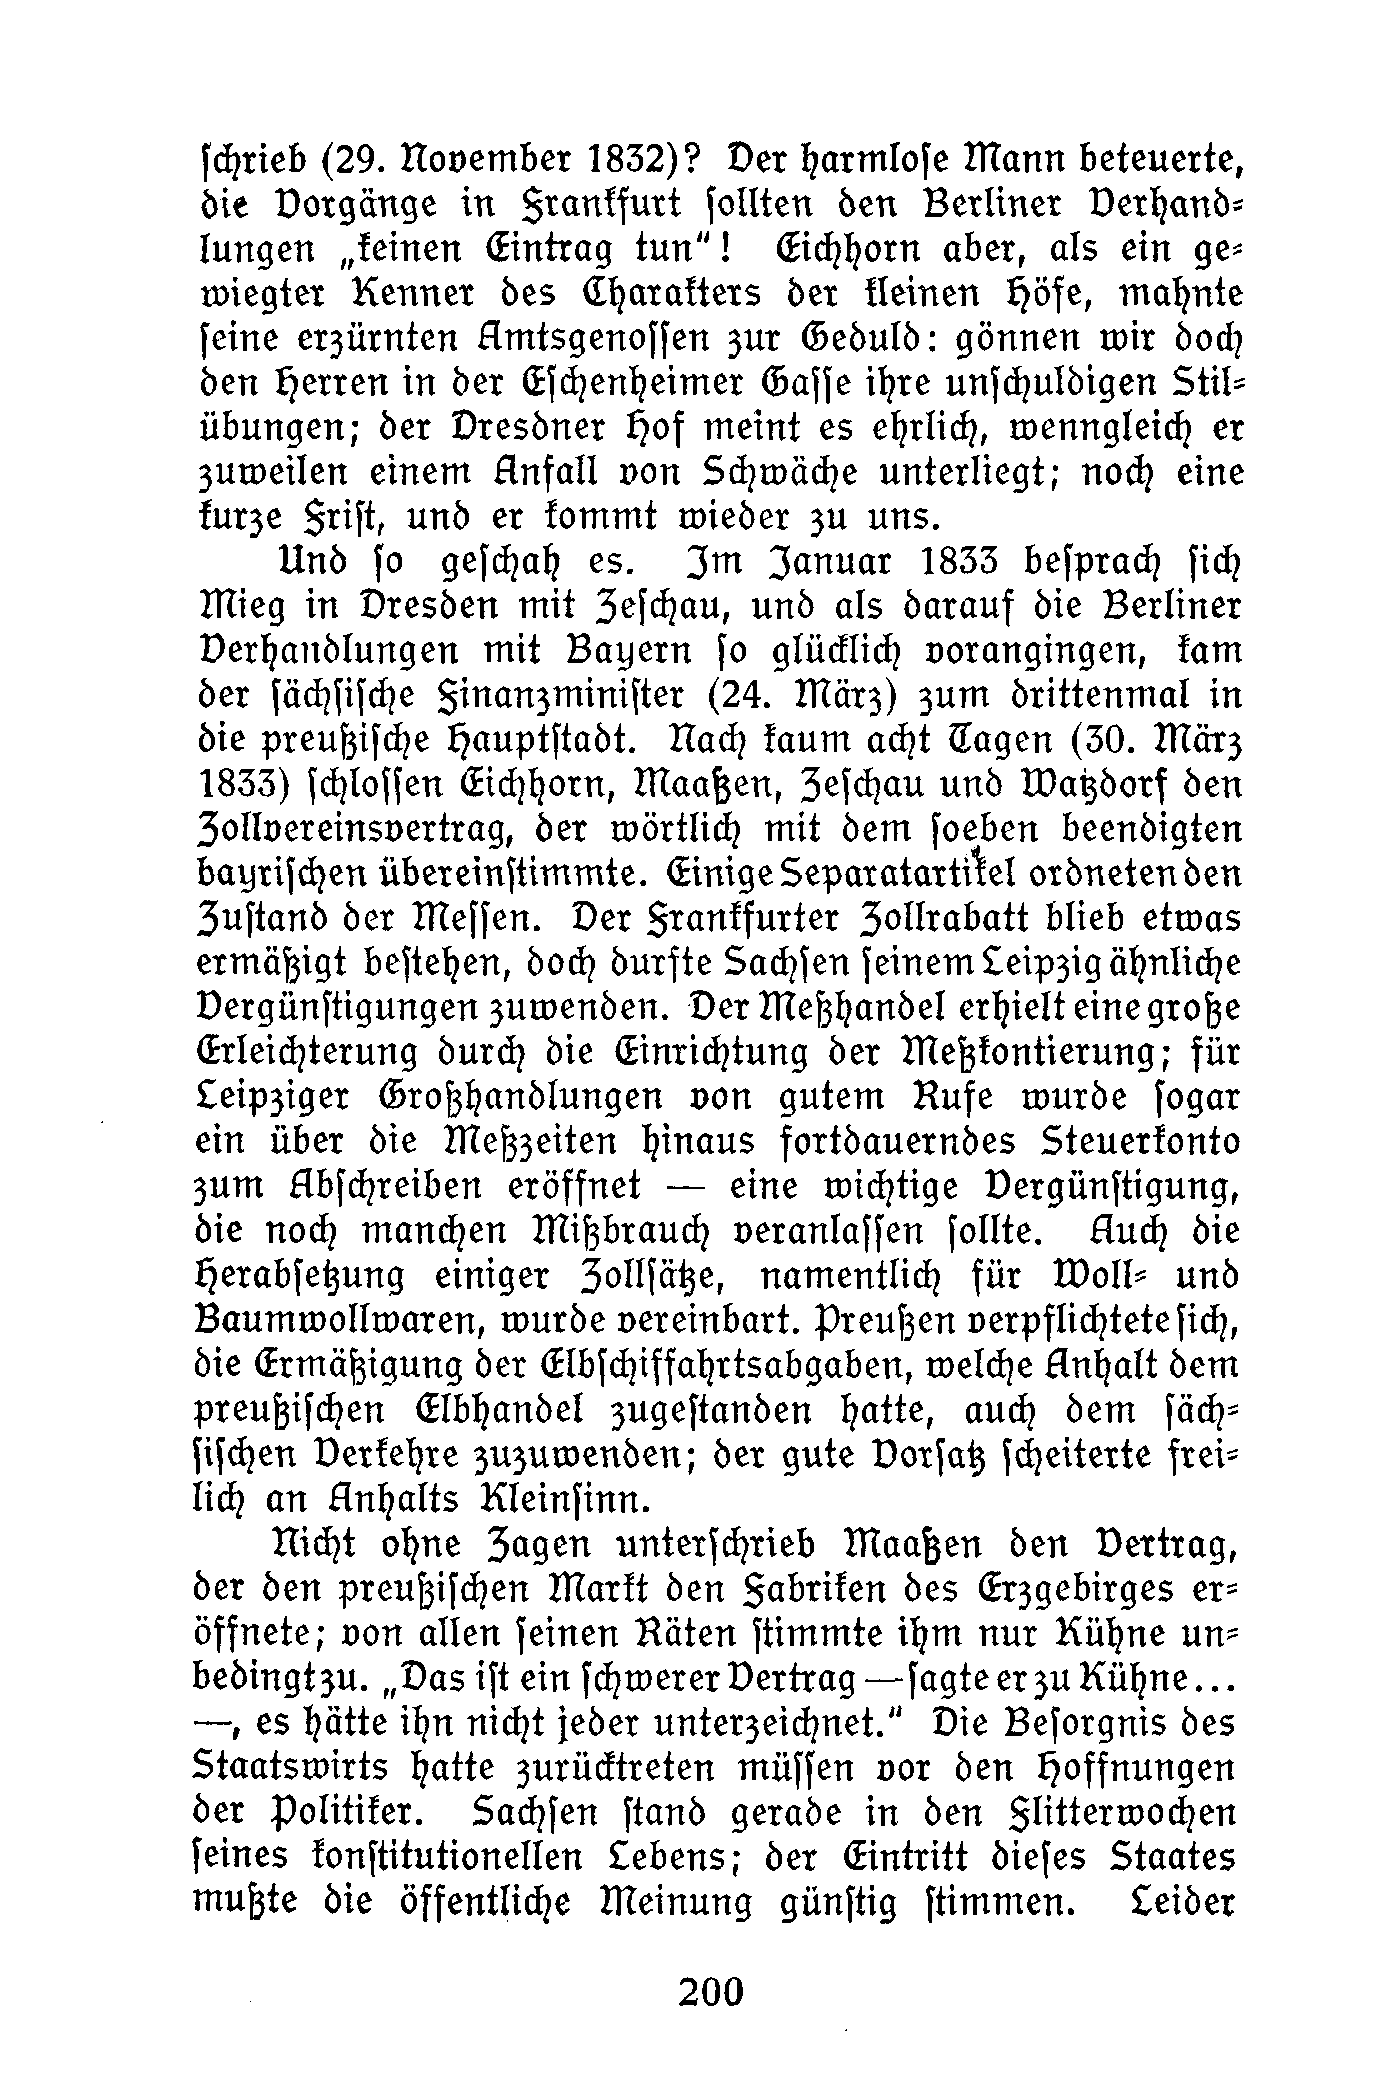 ſchrieb (29. November 1832)? Der harmloſe Mann beteuerte,
die Vorgänge in Frankfurt ſollten den Berliner Verhand-
lungen „keinen Eintrag tun“! Eichhorn aber, als ein ge-
wiegter Kenner des Charakters der kleinen Höfe, mahnte
ſeine erzürnten Amtsgenoſſen zur Geduld: gönnen wir doch
den Herren in der Eſchenheimer Gaſſe ihre unſchuldigen Stil-
übungen; der Dresdner Hof meint es ehrlich, wenngleich er
zuweilen einem Anfall von Schwäche unterliegt; noch eine
kurze Friſt, und er kommt wieder zu uns.
Und ſo geſchah es. Im Januar 1833 beſprach ſich
Mieg in Dresden mit Zeſchau, und als darauf die Berliner
Verhandlungen mit Bayern ſo glücklich vorangingen, kam
der ſächſiſche Finanzminiſter (24. März) zum drittenmal in
die preußiſche Hauptſtadt. Nach kaum acht Tagen (30. März
1833) ſchloſſen Eichhorn, Maaßen, Zeſchau und Watzdorf den
Zollvereinsvertrag, der wörtlich mit dem ſoeben beendigten
bayriſchen übereinſtimmte. Einige Separatartikel ordneten den
Zuſtand der Meſſen. Der Frankfurter Zollrabatt blieb etwas
ermäßigt beſtehen, doch durfte Sachſen ſeinem Leipzig ähnliche
Vergünſtigungen zuwenden. Der Meßhandel erhielt eine große
Erleichterung durch die Einrichtung der Meßkontierung; für
Leipziger Großhandlungen von gutem Rufe wurde ſogar
ein über die Meßzeiten hinaus fortdauerndes Steuerkonto
zum Abſchreiben eröffnet — eine wichtige Vergünſtigung,
die noch manchen Mißbrauch veranlaſſen ſollte. Auch die
Herabſetzung einiger Zollſätze, namentlich für Woll- und
Baumwollwaren, wurde vereinbart. Preußen verpflichtete ſich,
die Ermäßigung der Elbſchiffahrtsabgaben, welche Anhalt dem
preußiſchen Elbhandel zugeſtanden hatte, auch dem ſäch-
ſiſchen Verkehre zuzuwenden; der gute Vorſatz ſcheiterte frei-
lich an Anhalts Kleinſinn.
Nicht ohne Zagen unterſchrieb Maaßen den Vertrag,
der den preußiſchen Markt den Fabriken des Erzgebirges er-
öffnete; von allen ſeinen Räten ſtimmte ihm nur Kühne un-
bedingt zu. „Das iſt ein ſchwerer Vertrag — ſagte er zu Kühne...
—, es hätte ihn nicht jeder unterzeichnet.“ Die Beſorgnis des
Staatswirts hatte zurücktreten müſſen vor den Hoffnungen
der Politiker. Sachſen ſtand gerade in den Flitterwochen
ſeines konſtitutionellen Lebens; der Eintritt dieſes Staates
mußte die öffentliche Meinung günſtig ſtimmen. Leider
200